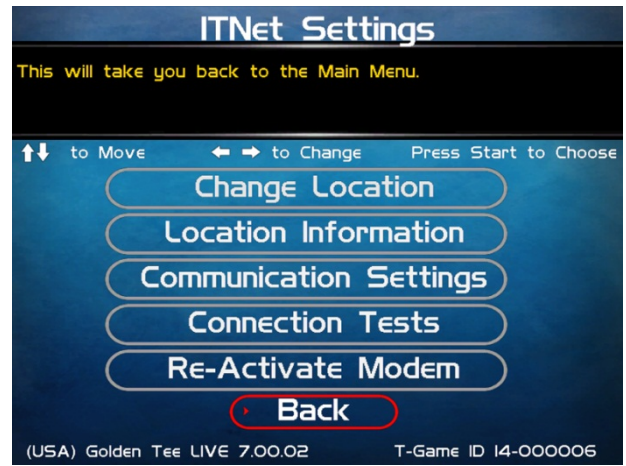 ITNet Settings
This will take you back to the Main Menu.
to Move to Change Press Start to Choose
Change Location
Location Information
Communication Settings
Connection Tests
Re-Activate Modem
Back
(USA) Golden Tee LIVE 7.00.02 T-Game ID 14-000006